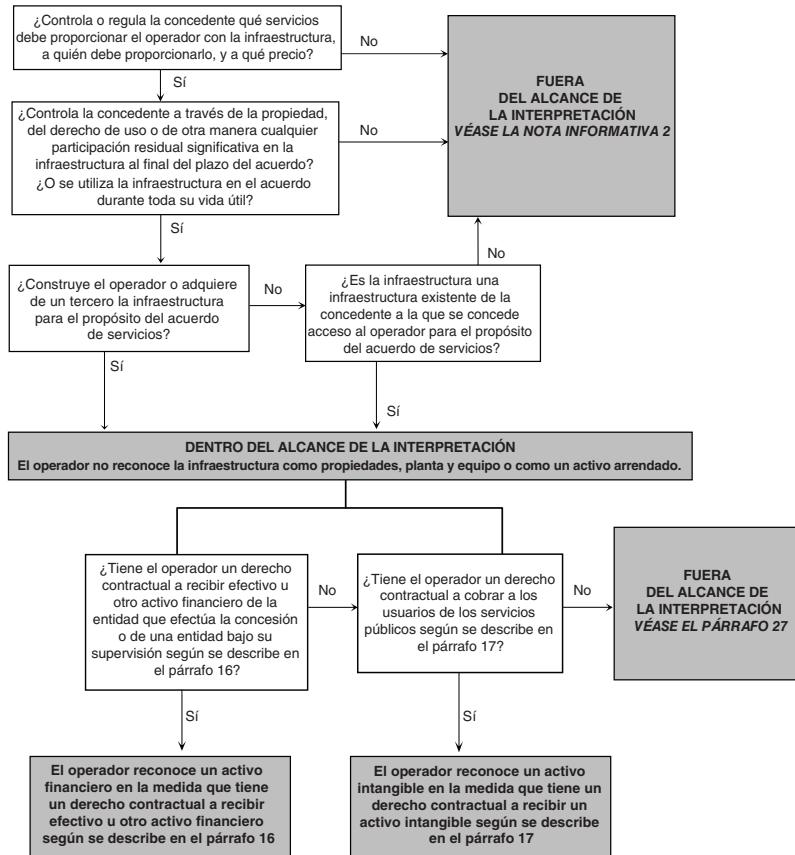 ¿Controla o regula la concedente qué servicios
debe proporcionar el operador con la infraestructura,
a quién debe proporcionarlo, y a qué precio?
No
FUERA
DEL ALCANCE DE
LA INTERPRETACIÓN
VÉASE LA NOTA INFORMATIVA 2
Sí
¿Controla la concedente a través de la propiedad,
del derecho de uso o de otra manera cualquier
participación residual significativa en la
infraestructura al final del plazo del acuerdo?
¿O se utiliza la infraestructura en el acuerdo
durante toda su vida útil?
No
Sí
No
¿Construye el operador o adquiere
de un tercero la infraestructura
para el propósito del acuerdo
de servicios?
No
¿Es la infraestructura una
infraestructura existente de la
concedente a la que se concede
acceso al operador para el propósito
del acuerdo de servicios?
Sí
Sí
DENTRO DEL ALCANCE DE LA INTERPRETACIÓN
El operador no reconoce la infraestructura como propiedades, planta y equipo o como un activo arrendado.
¿Tiene el operador un derecho
contractual a recibir efectivo u
otro activo financiero de la
entidad que efectúa la concesión
o de una entidad bajo su
supervisión según se describe en
el párrafo 16?
No
¿Tiene el operador un derecho
contractual a cobrar a los
usuarios de los servicios
públicos según se describe en
el párrafo 17?
No
FUERA
DEL ALCANCE DE
LA INTERPRETACIÓN
VÉASE EL PÁRRAFO 27
Sí
Sí
El operador reconoce un activo
financiero en la medida que tiene
un derecho contractual a recibir
efectivo u otro activo financiero
según se describe en el párrafo 16
El operador reconoce un activo
intangible en la medida que tiene un
derecho contractual a recibir un
activo intangible según se describe
en el párrafo 17